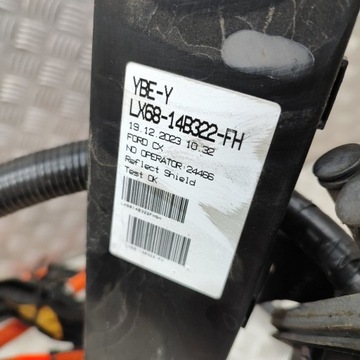 YBE-Y
LX68-14B322-FH
19.12.2023 10.32
FORD CX
NO OPERATOR:24466
Reflect Shield
Test OK